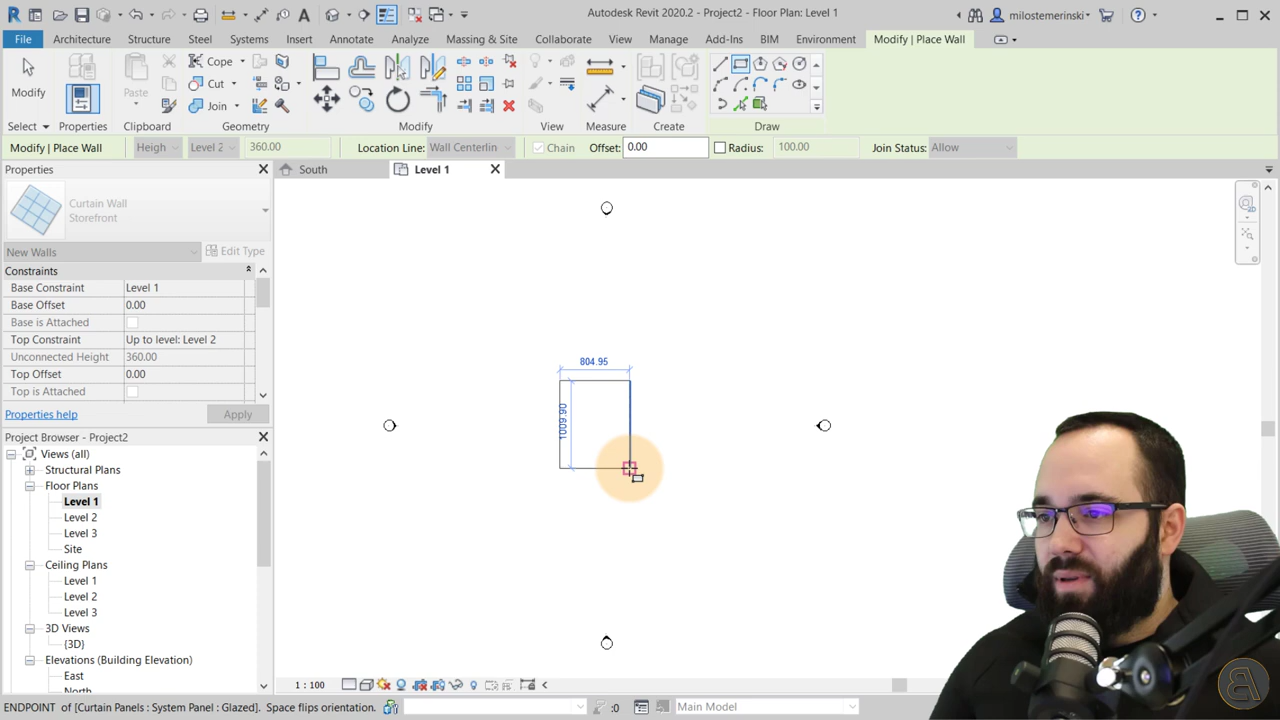 Autodesk Revit 2020.2 - Project2 - Floor Plan: Level 1
milostemerinski
File
Architecture
Structure
Steel
Systems
Insert
Annotate
Analyze
Massing & Site
Collaborate
View
Manage
Add-Ins
BIM
Environment
Modify | Place Wall
Modify
Paste
Cope
Cut
Join
Select
Properties
Clipboard
Geometry
Modify
View
Measure
Create
Draw
Modify | Place Wall
Heigh
Level 2
360.00
Location Line:
Wall Centerlin
Chain
Offset:
0.00
Radius:
100.00
Join Status:
Allow
Properties
South
Level 1
Curtain Wall
Storefront
New Walls
Edit Type
Constraints
Base Constraint
Level 1
Base Offset
0.00
Base is Attached
Top Constraint
Up to level: Level 2
Unconnected Height
360.00
Top Offset
0.00
Top is Attached
Properties help
Apply
804.95
1009.90
Project Browser - Project2
Views (all)
Structural Plans
Floor Plans
Level 1
Level 2
Level 3
Site
Ceiling Plans
Level 1
Level 2
Level 3
3D Views
{3D}
Elevations (Building Elevation)
East
North
1 : 100
ENDPOINT of [Curtain Panels : System Panel : Glazed]. Space flips orientation.
:0
Main Model